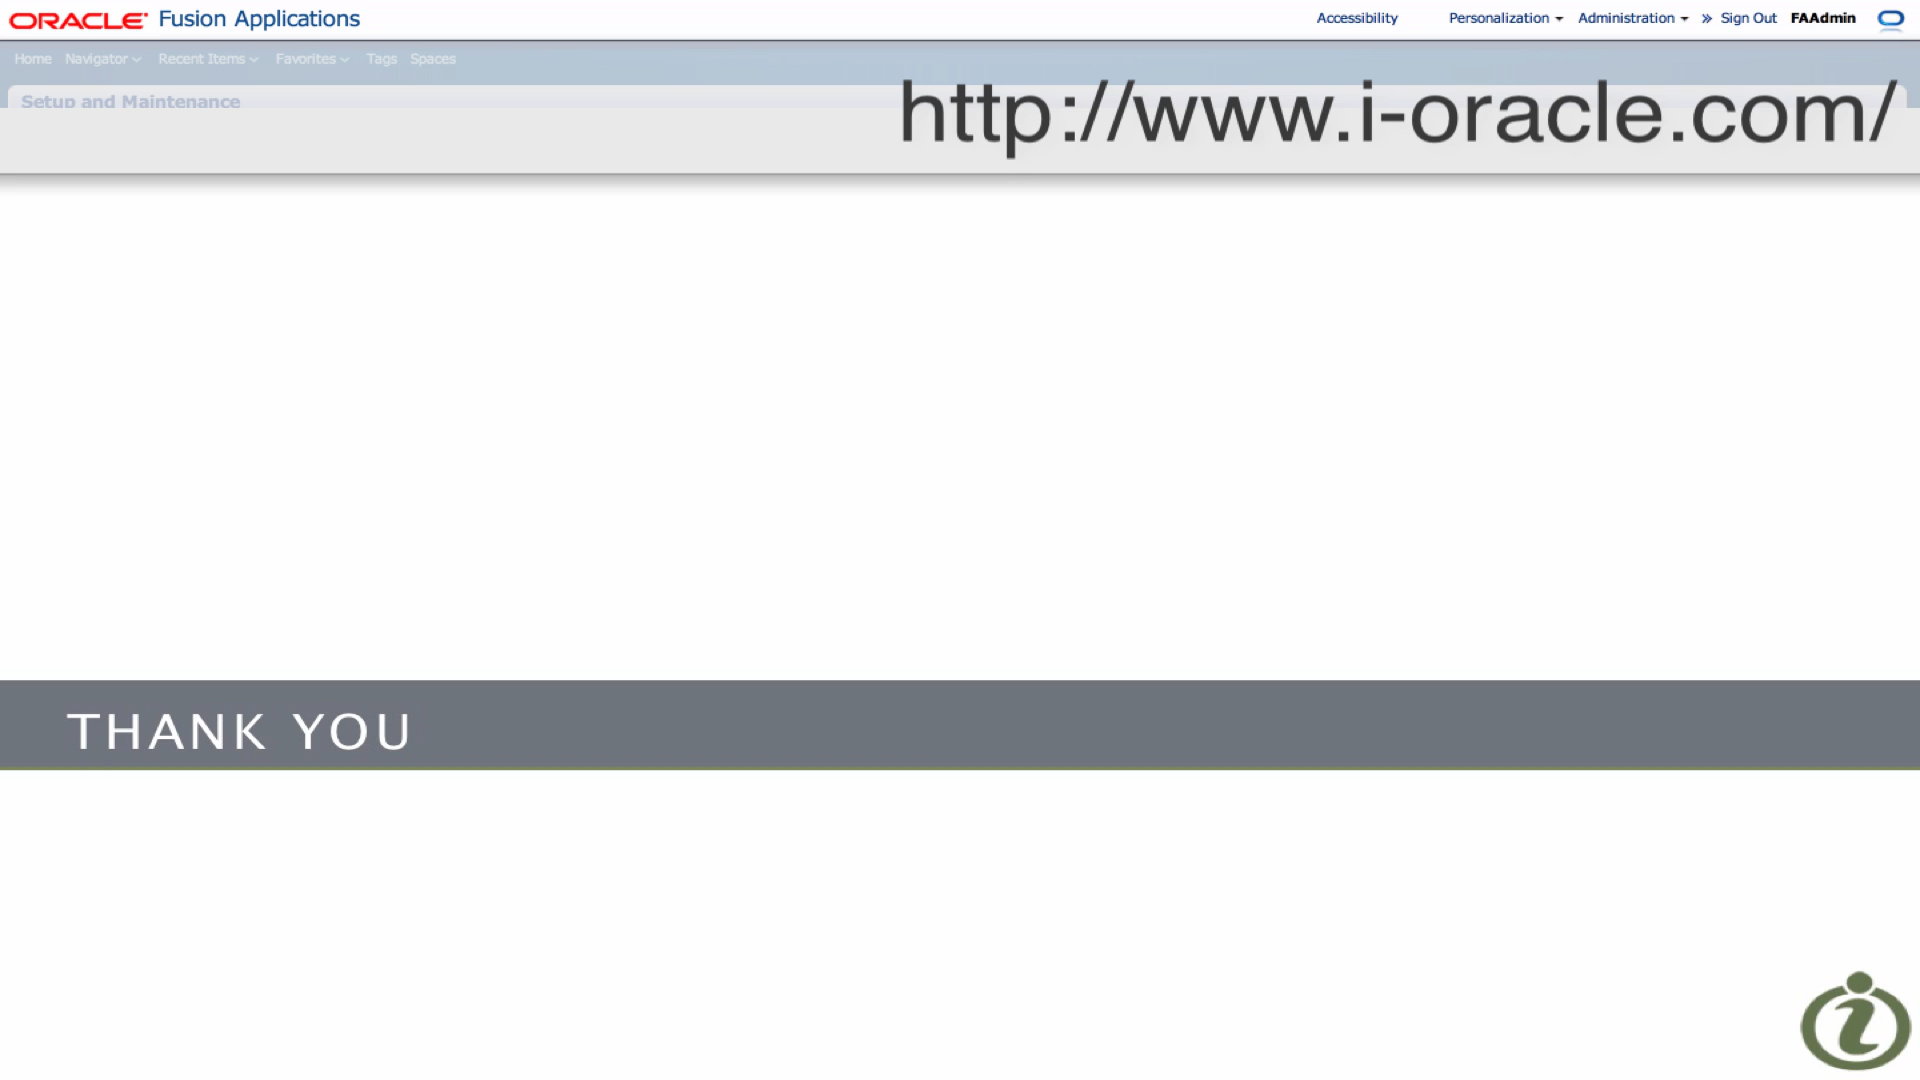 ORACLE Fusion Applications Accessibility Personalization Administration » Sign Out FAAdmin
Home Navigator Recent Items Favorites Tags Spaces
Setup and Maintenance
http://www.i-oracle.com/
THANK YOU